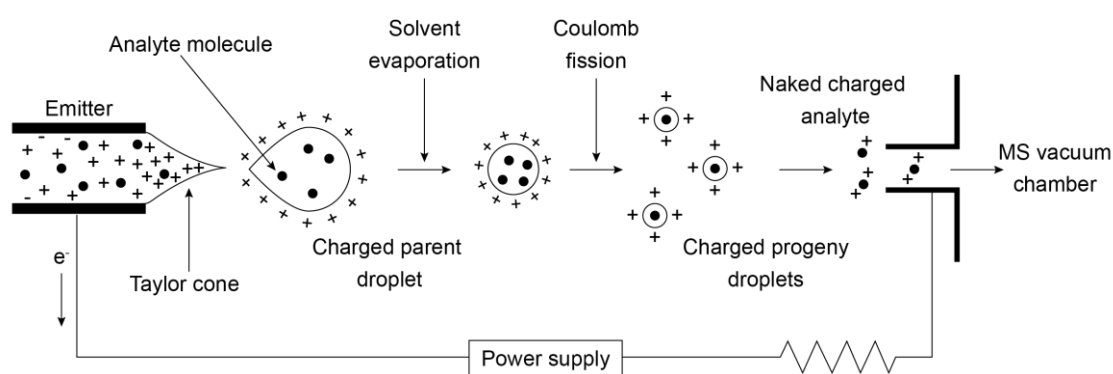 Analyte molecule
Solvent
evaporation
Coulomb
fission
Emitter
Naked charged
analyte
MS vacuum
chamber
Charged parent
droplet
Charged progeny
droplets
e-
Taylor cone
Power supply